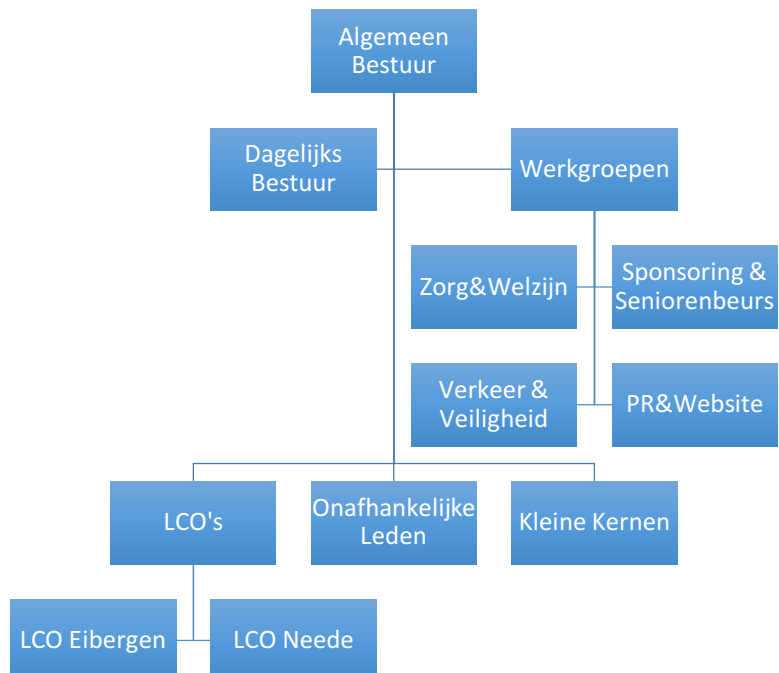 Algemeen
Bestuur
Dagelijks
Bestuur
Werkgroepen
Zorg&Welzijn
Sponsoring &
Seniorenbeurs
Verkeer &
Veiligheid
PR&Website
LCO's
Onafhankelijke
Leden
Kleine Kernen
LCO Eibergen
LCO Neede